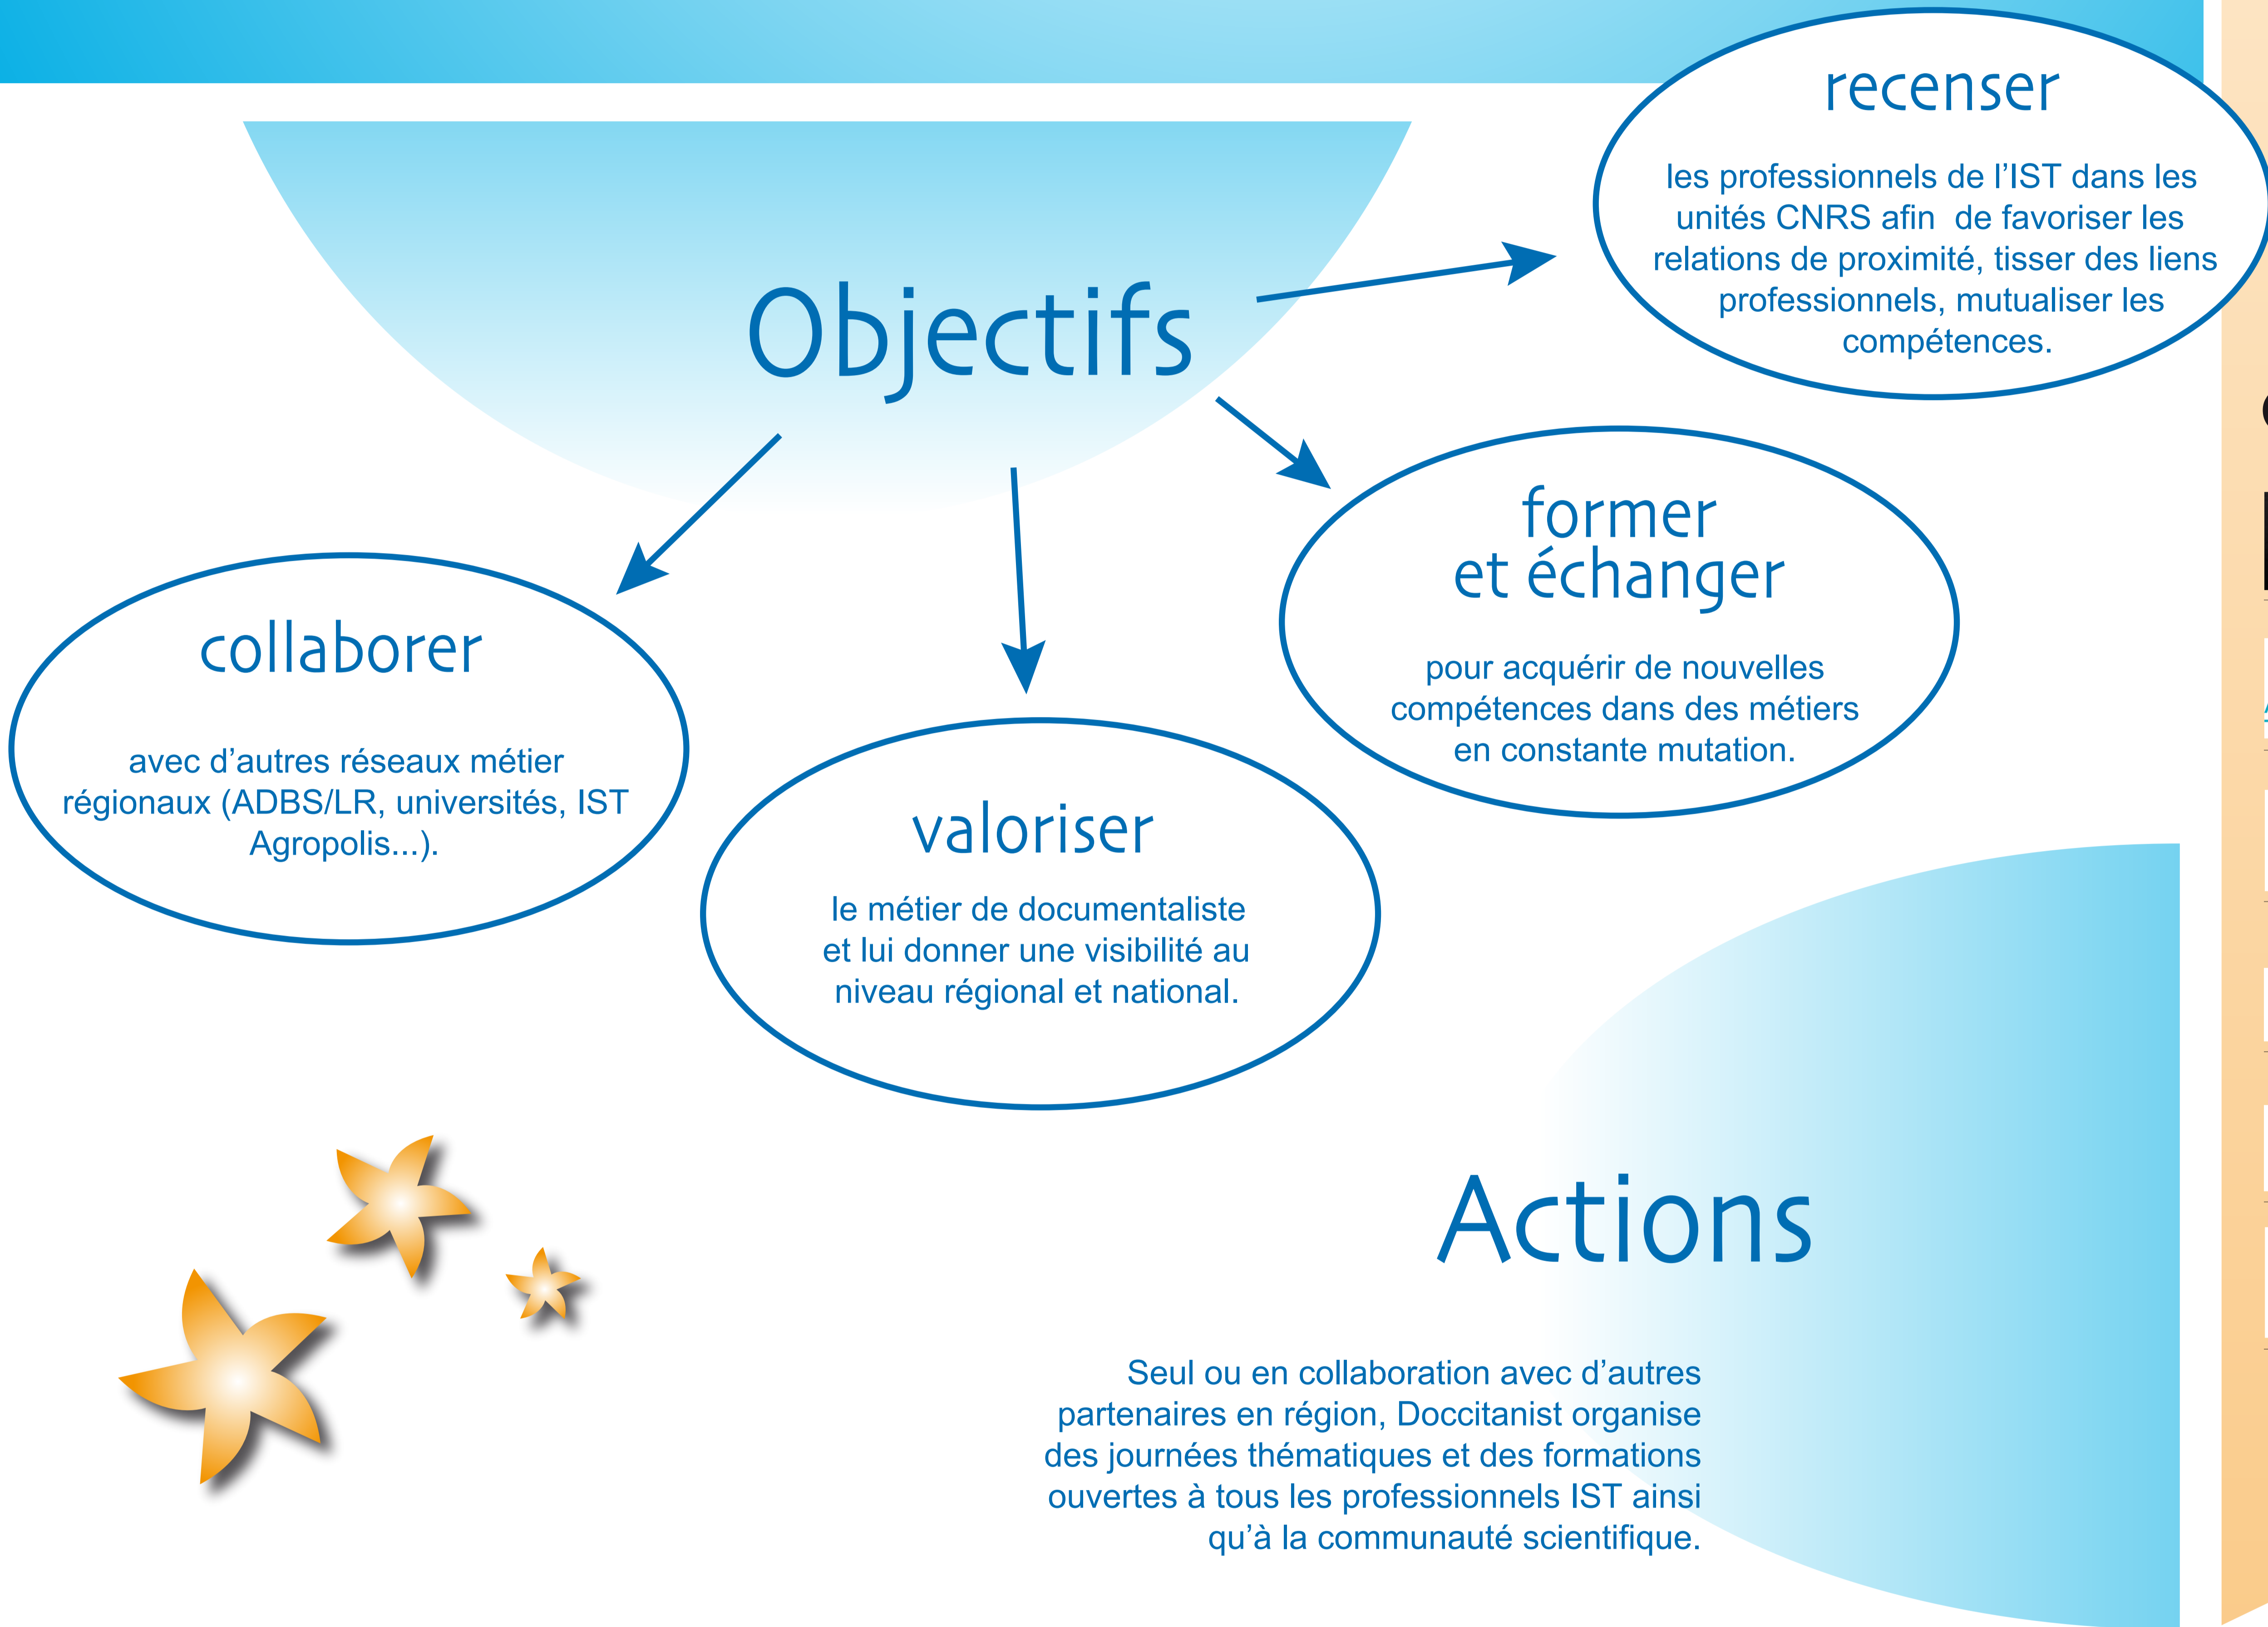 Objectifs
recenser
les professionnels de l’IST dans les
unités CNRS afin de favoriser les
relations de proximité, tisser des liens
professionnels, mutualiser les
compétences.
former
et échanger
pour acquérir de nouvelles
compétences dans des métiers
en constante mutation.
collaborer
avec d’autres réseaux métier
régionaux (ADBS/LR, universités, IST
Agropolis...).
valoriser
le métier de documentaliste
et lui donner une visibilité au
niveau régional et national.
Actions
Seul ou en collaboration avec d’autres
partenaires en région, Doccitanist organise
des journées thématiques et des formations
ouvertes à tous les professionnels IST ainsi
qu’à la communauté scientifique.